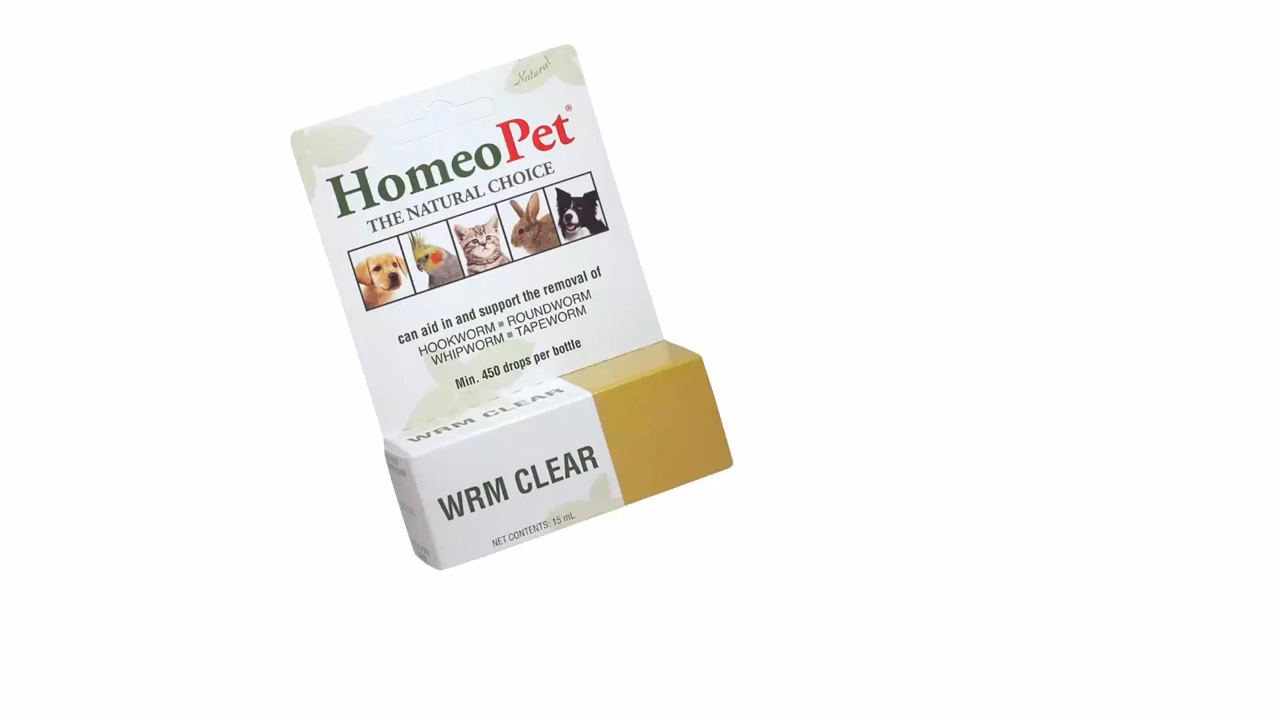 Natural
HomeoPet®
THE NATURAL CHOICE
can aid in and support the removal of
HOOKWORM ▪ ROUNDWORM
WHIPWORM ▪ TAPEWORM
Min. 450 drops per bottle
WRM CLEAR
WRM CLEAR
NET CONTENTS: 15 mL